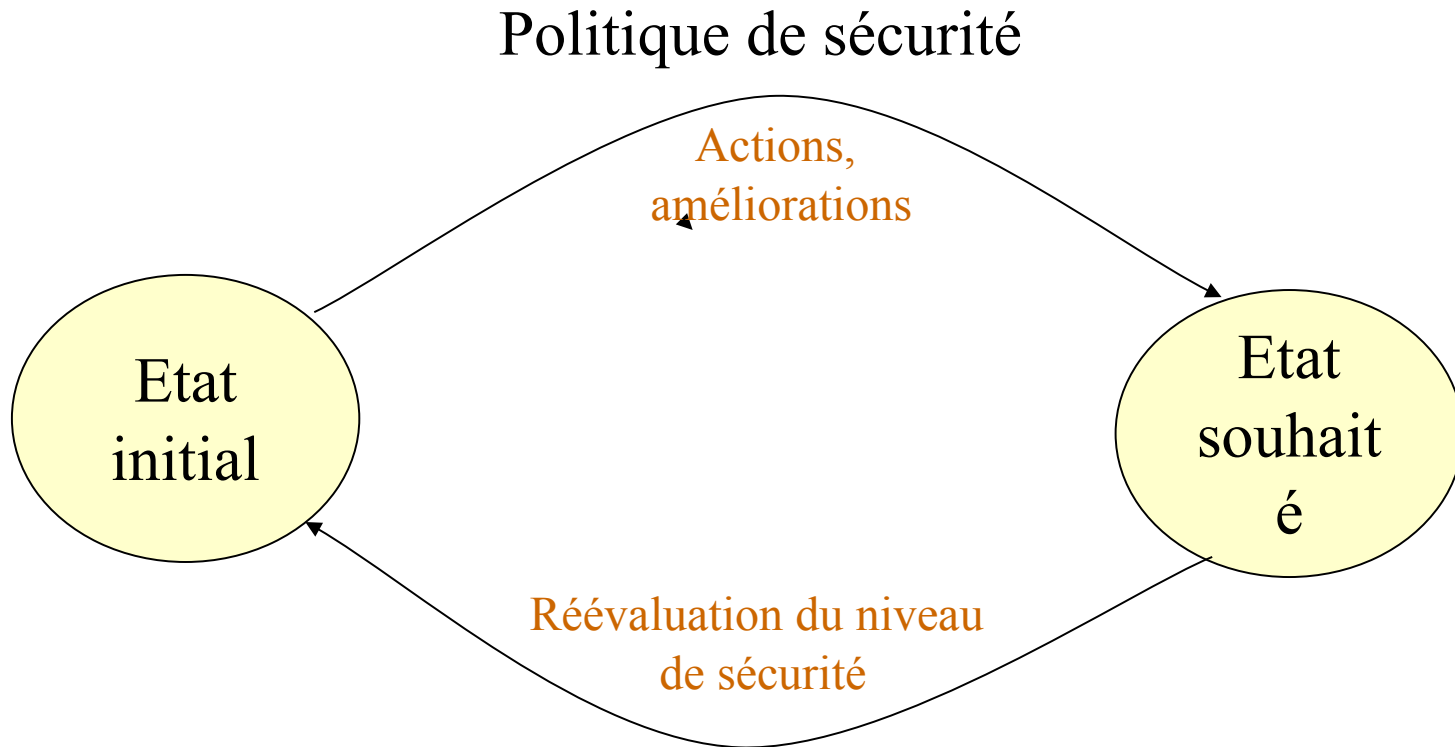 Politique de sécurité
Actions,
améliorations
Etat
initial
Etat
souhait
é
Réévaluation du niveau
de sécurité